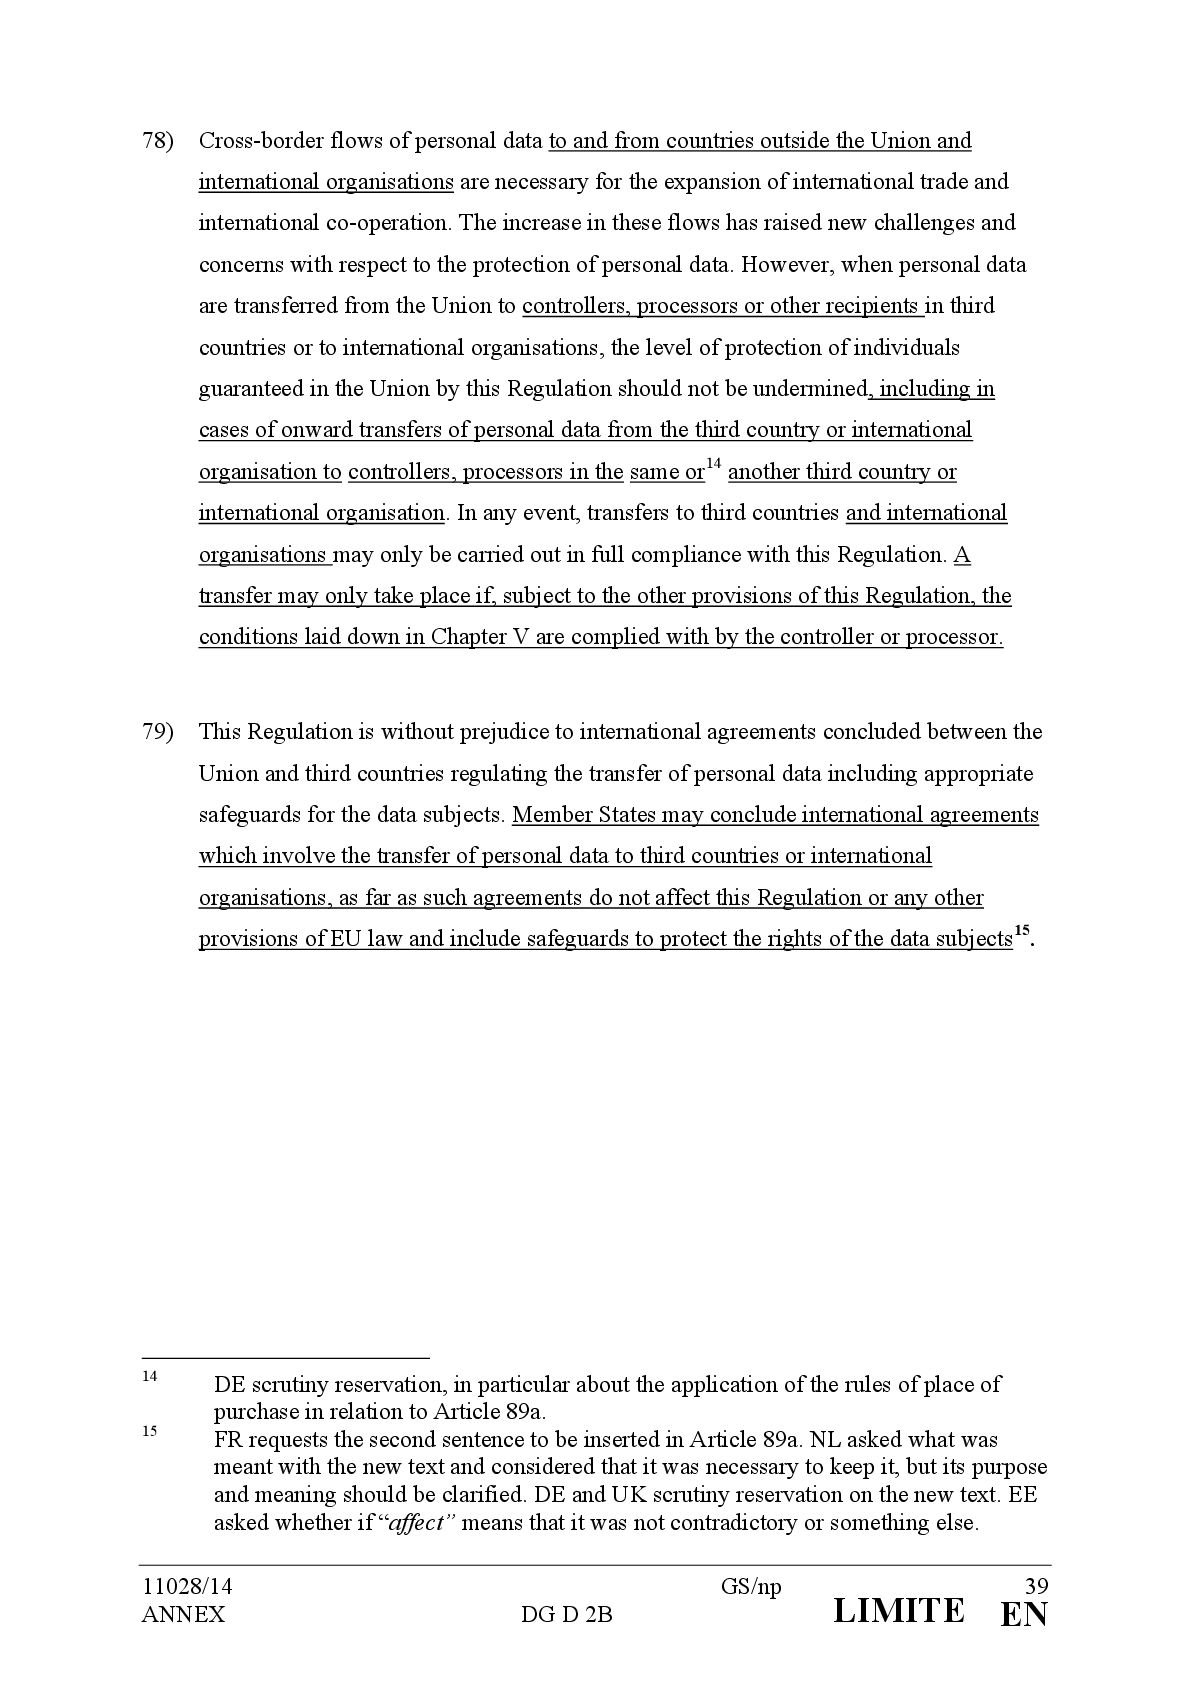 78) Cross-border flows of personal data to and from countries outside the Union and
international organisations are necessary for the expansion of international trade and
international co-operation. The increase in these flows has raised new challenges and
concerns with respect to the protection of personal data. However, when personal data
are transferred from the Union to controllers, processors or other recipients in third
countries or to international organisations, the level of protection of individuals
guaranteed in the Union by this Regulation should not be undermined, including in
cases of onward transfers of personal data from the third country or international
organisation to controllers, processors in the same or14 another third country or
international organisation. In any event, transfers to third countries and international
organisations may only be carried out in full compliance with this Regulation. A
transfer may only take place if, subject to the other provisions of this Regulation, the
conditions laid down in Chapter V are complied with by the controller or processor.
79) This Regulation is without prejudice to international agreements concluded between the
Union and third countries regulating the transfer of personal data including appropriate
safeguards for the data subjects. Member States may conclude international agreements
which involve the transfer of personal data to third countries or international
organisations, as far as such agreements do not affect this Regulation or any other
provisions of EU law and include safeguards to protect the rights of the data subjects15.
14 DE scrutiny reservation, in particular about the application of the rules of place of
purchase in relation to Article 89a.
15 FR requests the second sentence to be inserted in Article 89a. NL asked what was
meant with the new text and considered that it was necessary to keep it, but its purpose
and meaning should be clarified. DE and UK scrutiny reservation on the new text. EE
asked whether if “affect” means that it was not contradictory or something else.
11028/14 GS/np 39
ANNEX DG D 2B LIMITE EN